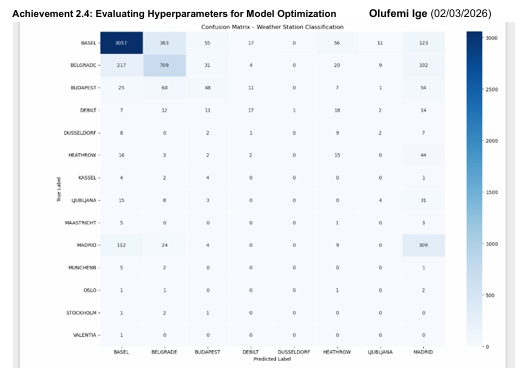 Achievement 2.4: Evaluating Hyperparameters for Model Optimization Olufemi Ige (02/03/2026)
Confusion Matrix - Weather Station Classification
BASEL 3057 363 55 17 0 56 11 123
BELGRADE 217 709 31 4 0 20 9 102
BUDAPEST 25 68 48 11 0 7 1 54
DEBILT 7 12 11 17 1 18 2 14
DUSSELDORF 8 0 2 1 0 9 2 7
HEATHROW 16 3 2 2 0 15 0 44
KASSEL 4 2 4 0 0 0 0 1
LJUBLJANA 15 8 3 0 0 0 4 31
MAASTRICHT 5 0 0 0 0 1 0 3
MADRID 112 24 4 0 0 9 0 309
MUNCHENB 5 2 0 0 0 0 0 1
OSLO 1 1 0 0 0 1 0 2
STOCKHOLM 1 2 1 0 0 0 0 0
VALENTIA 1 0 0 0 0 0 0 0
BASEL BELGRADE BUDAPEST DEBILT DUSSELDORF HEATHROW LJUBLJANA MADRID
Predicted Label
True Label
3000
2500
2000
1500
1000
500
0